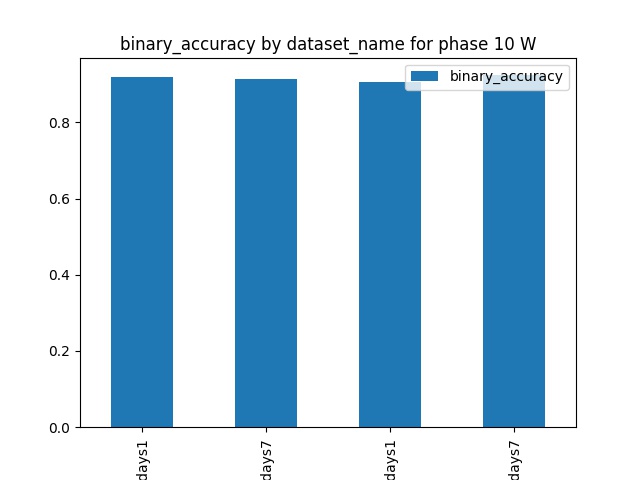 binary_accuracy by dataset_name for phase 10 W
binary_accuracy
0.8
0.6
0.4
0.2
0.0
days1
days7
days1
days7